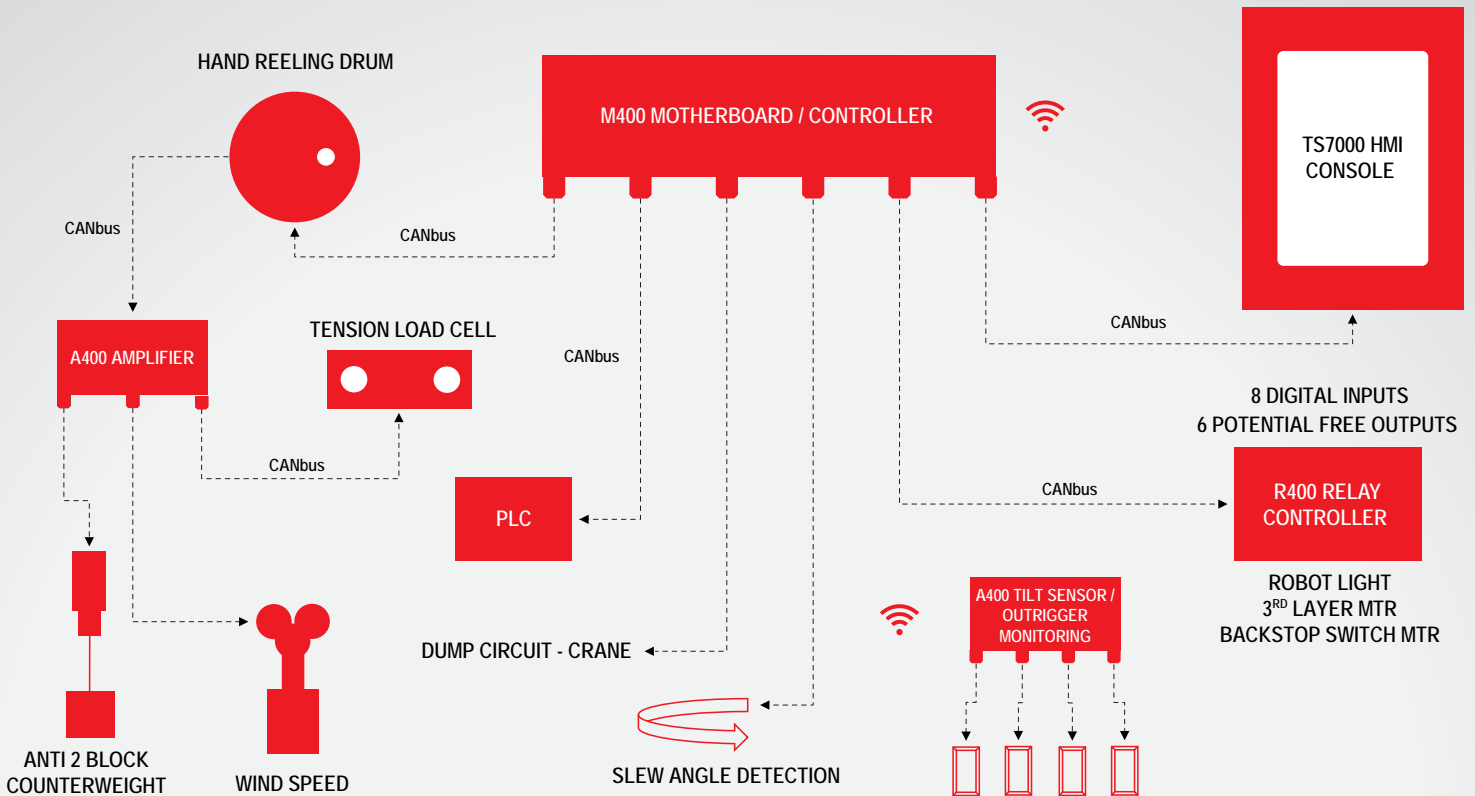 HAND REELING DRUM
M400 MOTHERBOARD / CONTROLLER
TS7000 HMI
CONSOLE
CANbus
CANbus
A400 AMPLIFIER
TENSION LOAD CELL
CANbus
CANbus
CANbus
8 DIGITAL INPUTS
6 POTENTIAL FREE OUTPUTS
PLC
CANbus
R400 RELAY
CONTROLLER
ROBOT LIGHT
3RD LAYER MTR
BACKSTOP SWITCH MTR
A400 TILT SENSOR /
OUTRIGGER
MONITORING
DUMP CIRCUIT - CRANE
ANTI 2 BLOCK
COUNTERWEIGHT
WIND SPEED
SLEW ANGLE DETECTION